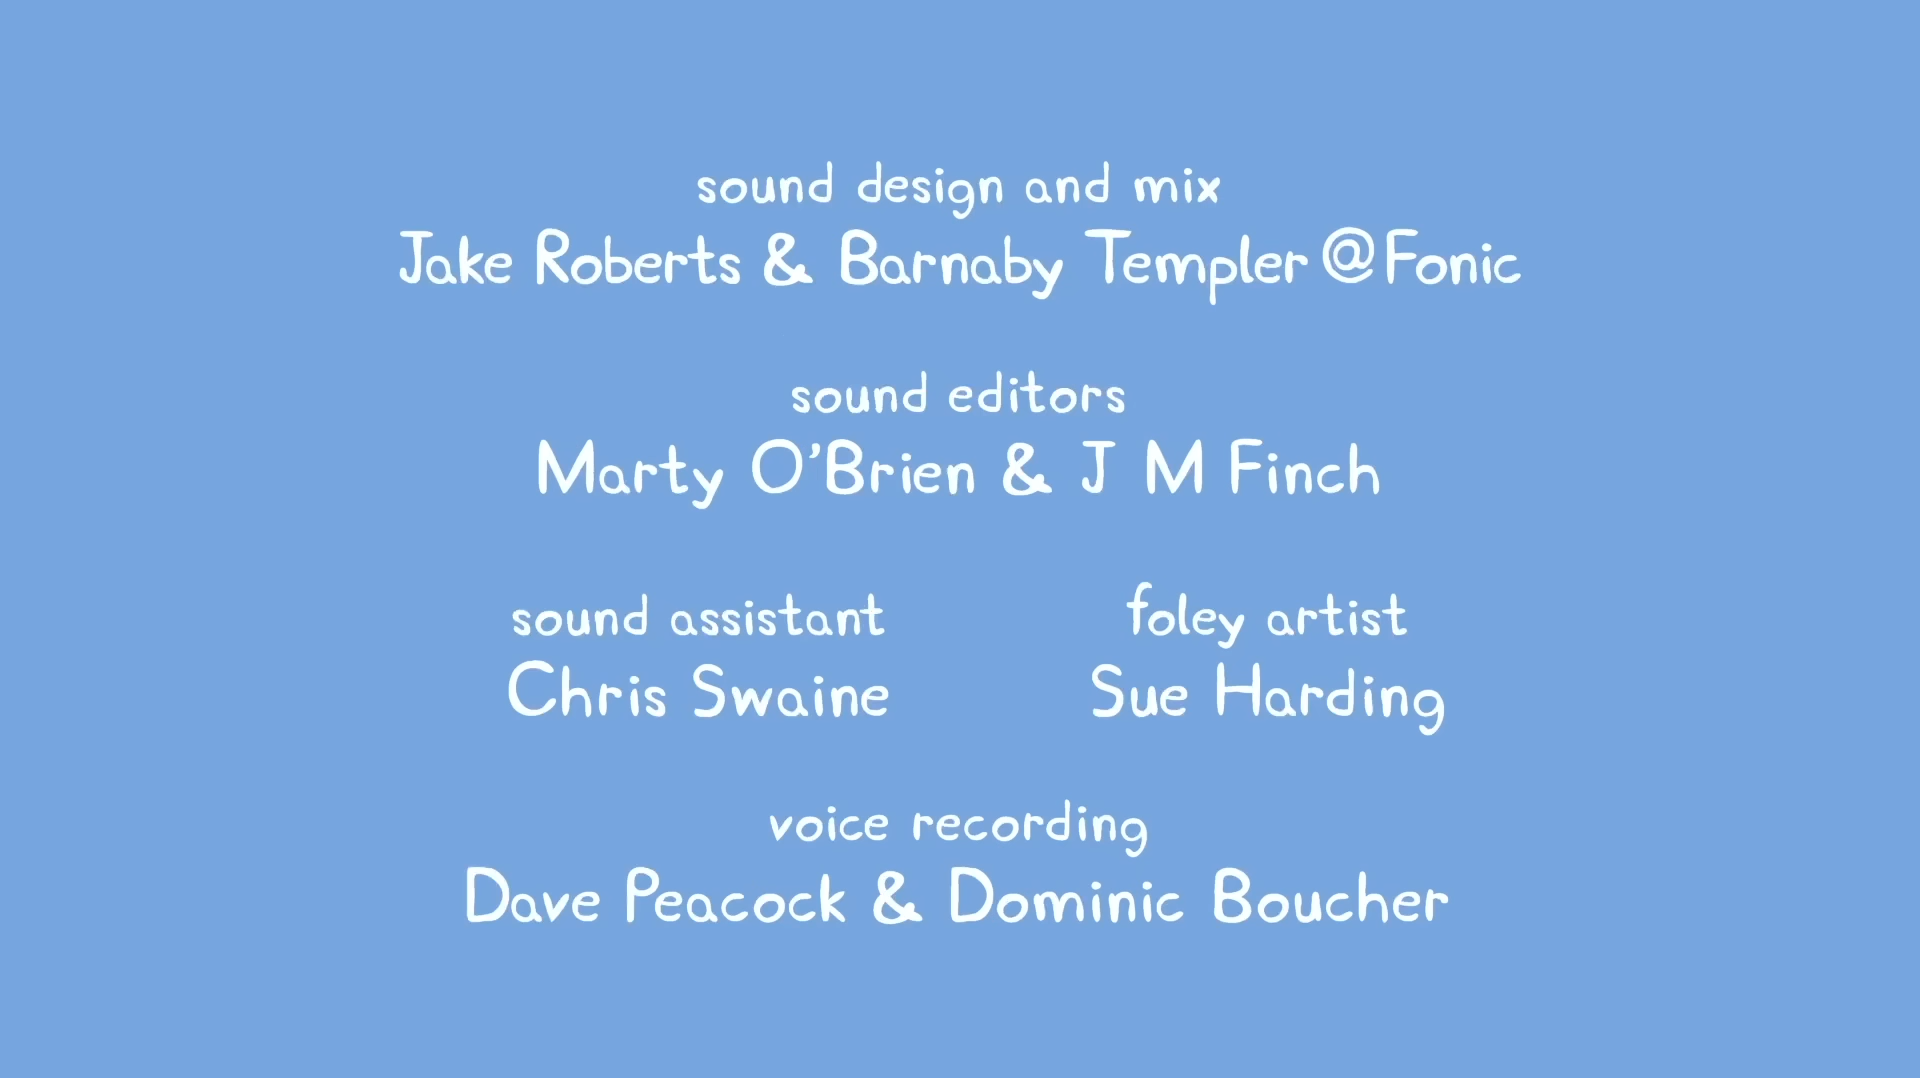 sound design and mix
Jake Roberts & Barnaby Templer @Fonic
sound editors
Marty O'Brien & J M Finch
sound assistant
Chris Swaine
foley artist
Sue Harding
voice recording
Dave Peacock & Dominic Boucher